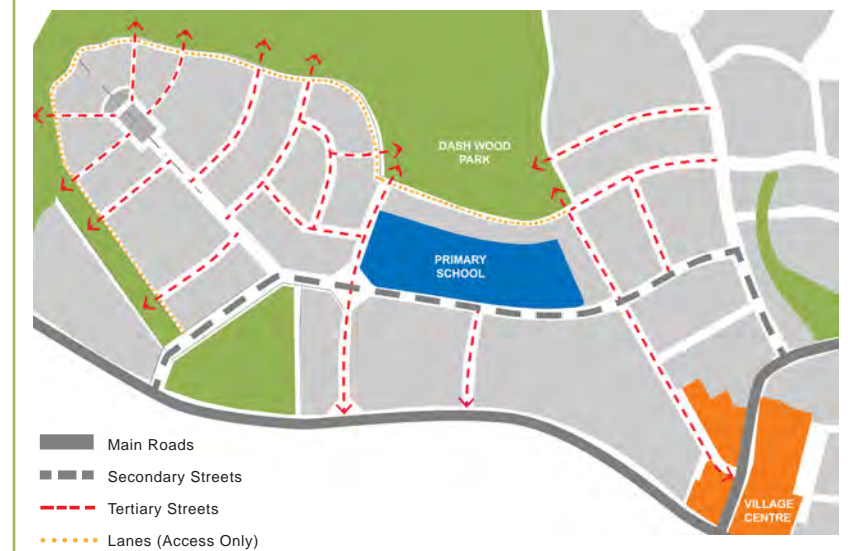 DASH WOOD
PARK
PRIMARY
SCHOOL
Main Roads
Secondary Streets
Tertiary Streets
VILLAGE
CENTRE
Lanes (Access Only)